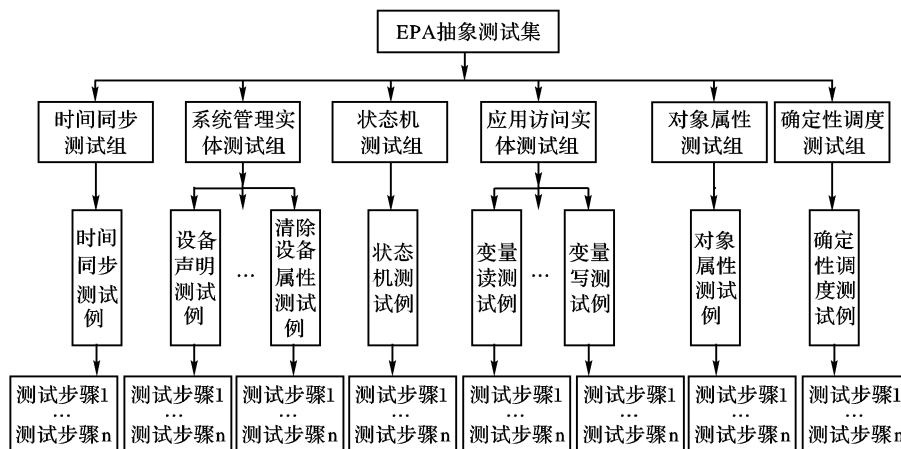 EPA抽象测试集
时间同步
测试组
系统管理实
体测试组
状态机
测试组
应用访问实
体测试组
对象属性
测试组
确定性调度
测试组
时间
同步
测试
例
设备
声明
测试
例
…
清除
设备
属性
测试
例
状态
机测
试例
变量
读测
试例
…
变量
写测
试例
对象
属性
测试
例
确定
性调
度测
试例
测试步骤1
…
测试步骤n
测试步骤1
…
测试步骤n
测试步骤1
…
测试步骤n
测试步骤1
…
测试步骤n
测试步骤1
…
测试步骤n
测试步骤1
…
测试步骤n
测试步骤1
…
测试步骤n
测试步骤1
…
测试步骤n